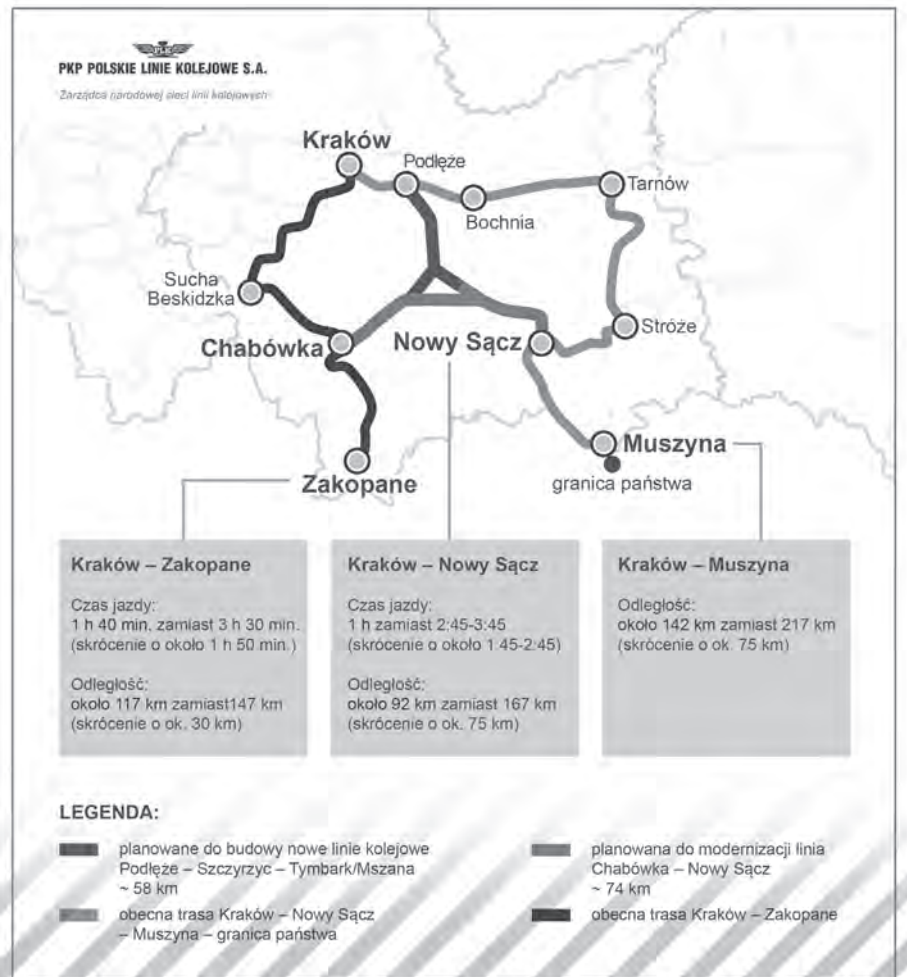 PLK
PKP POLSKIE LINIE KOLEJOWE S.A.
Zarządca narodowej sieci linii kolejowych
Kraków
Podłęże
Tarnów
Bochnia
Sucha
Beskidzka
Stróże
Chabówka
Nowy Sącz
Muszyna
granica państwa
Zakopane
Kraków – Zakopane
Czas jazdy:
1 h 40 min. zamiast 3 h 30 min.
(skrócenie o około 1 h 50 min.)
Odległość:
około 117 km zamiast147 km
(skrócenie o ok. 30 km)
Kraków – Nowy Sącz
Czas jazdy:
1 h zamiast 2:45-3:45
(skrócenie o około 1:45-2:45)
Odległość:
około 92 km zamiast 167 km
(skrócenie o ok. 75 km)
Kraków – Muszyna
Odległość:
około 142 km zamiast 217 km
(skrócenie o ok. 75 km)
LEGENDA:
planowane do budowy nowe linie kolejowe
Podłęże – Szczyrzyc – Tymbark/Mszana
~ 58 km
obecna trasa Kraków – Nowy Sącz
– Muszyna – granica państwa
planowana do modernizacji linia
Chabówka – Nowy Sącz
~ 74 km
obecna trasa Kraków – Zakopane